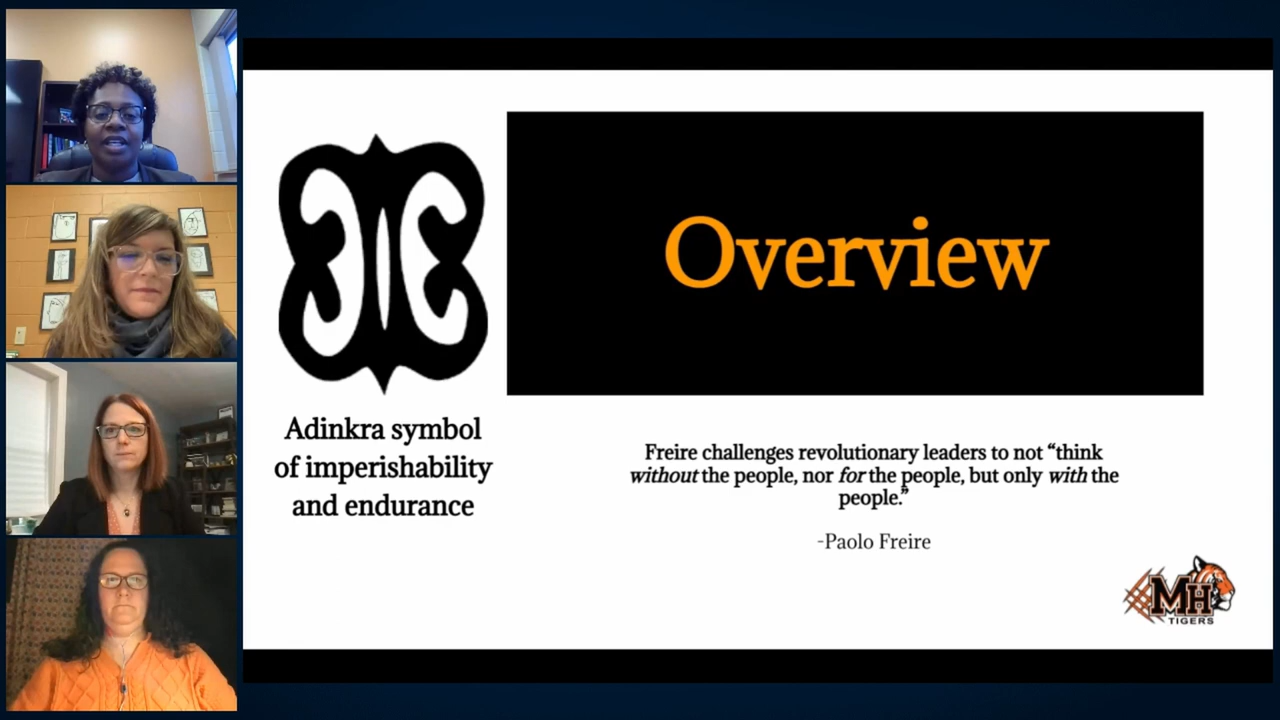 Overview
Adinkra symbol
of imperishability
and endurance
Freire challenges revolutionary leaders to not “think
without the people, nor for the people, but only with the
people.”
-Paolo Freire
MH
TIGERS